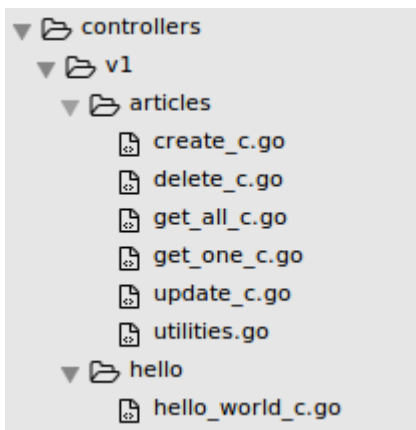 controllers
v1
articles
create_c.go
delete_c.go
get_all_c.go
get_one_c.go
update_c.go
utilities.go
hello
hello_world_c.go